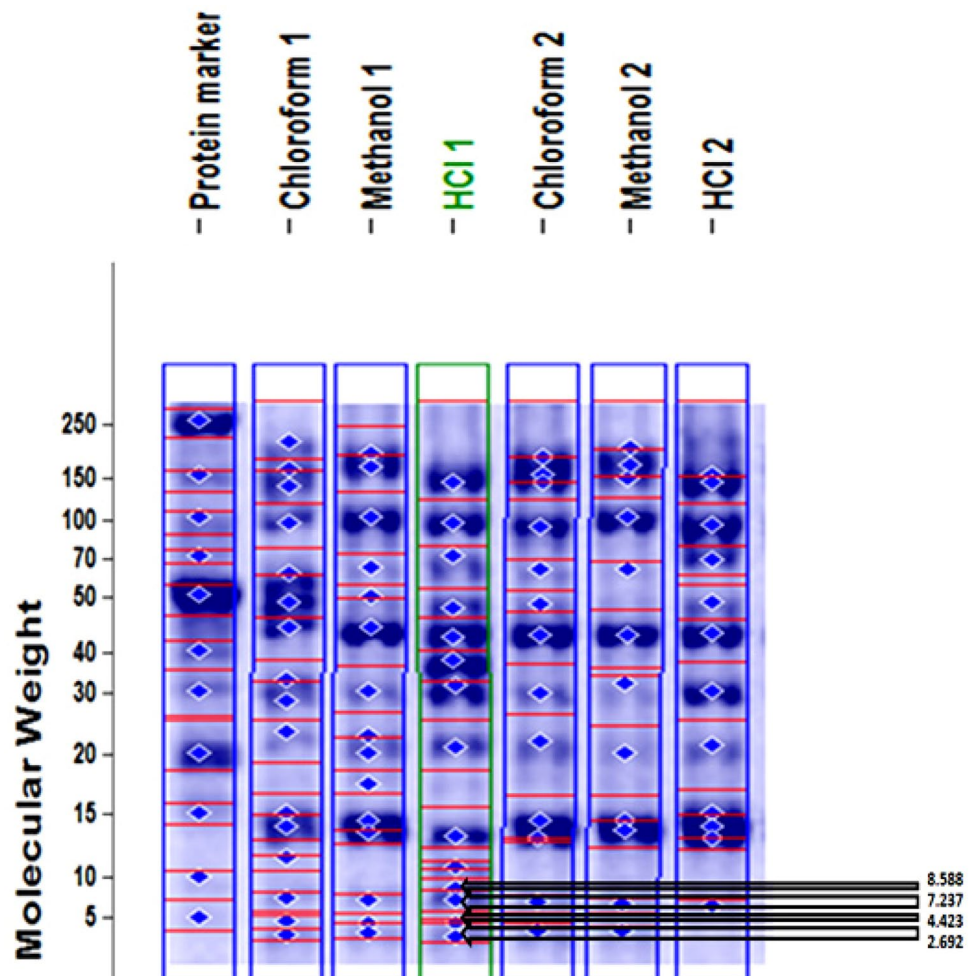 – Protein marker
– Chloroform 1
– Methanol 1
– HCl 1
– Chloroform 2
– Methanol 2
– HCl 2
Molecular Weight
250
150
100
70
50
40
30
20
15
10
5
8.588
7.237
4.423
2.692